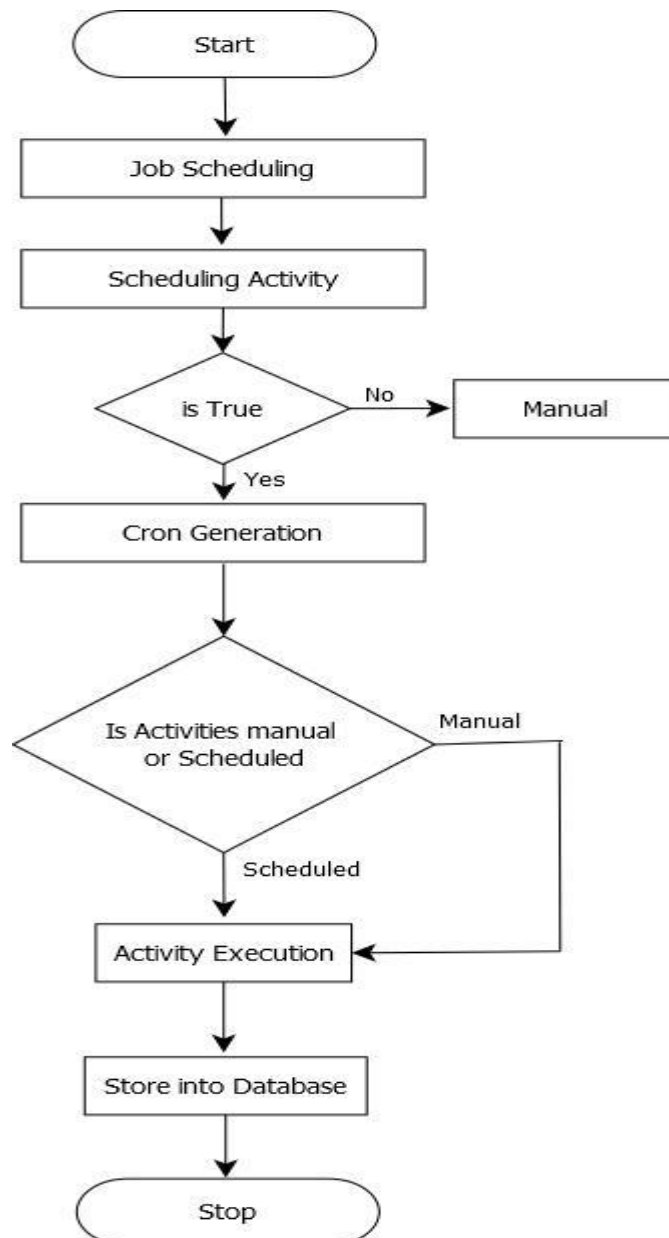 Start
Job Scheduling
Scheduling Activity
is True
No
Manual
Yes
Cron Generation
Is Activities manual
or Scheduled
Manual
Scheduled
Activity Execution
Store into Database
Stop